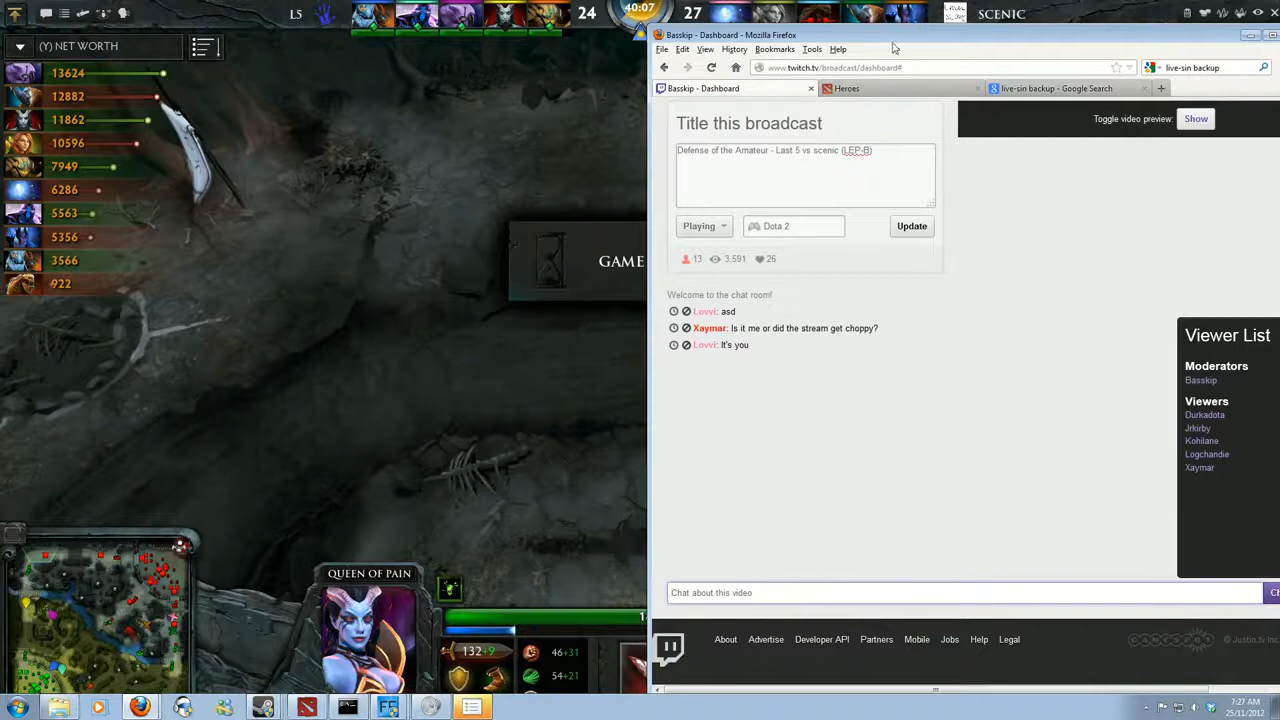 L5
24
40:07
27
SCENIC
(Y) NET WORTH
13624
12882
11862
10596
7949
6286
5563
5356
3566
922
GAME
QUEEN OF PAIN
132+9
46+31
54+21
Basskip - Dashboard - Mozilla Firefox
File Edit View History Bookmarks Tools Help
www.twitch.tv/broadcast/dashboard#
live-sin backup
Basskip - Dashboard
Heroes
live-sin backup - Google Search
Title this broadcast
Toggle video preview:
Show
Defense of the Amateur - Last 5 vs scenic (LEP-B)
Playing
Dota 2
Update
13
3,591
26
Welcome to the chat room!
Lovvi: asd
Xaymar: Is it me or did the stream get choppy?
Lovvi: It's you
Viewer List
Moderators
Basskip
Viewers
Durkadota
Jrkirby
Kohilane
Logchandie
Xaymar
Chat about this video
About Advertise Developer API Partners Mobile Jobs Help Legal
© Justin.tv Inc
7:27 AM
25/11/2012